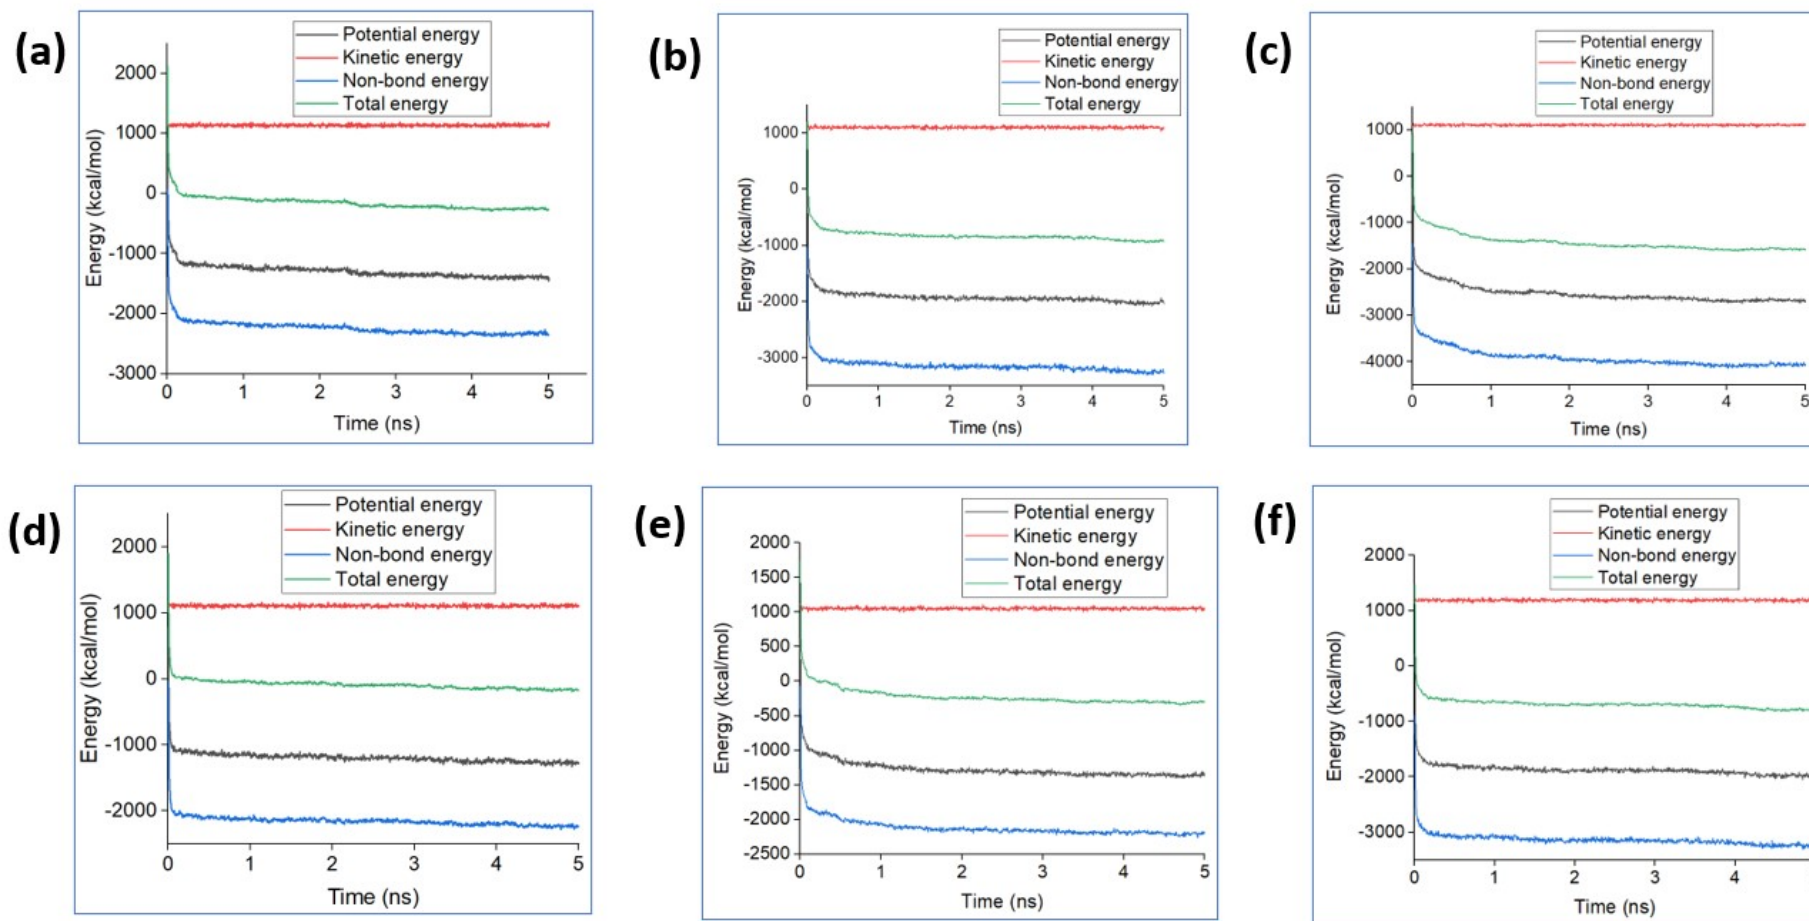 (a)
Potential energy
Kinetic energy
Non-bond energy
Total energy
Energy (kcal/mol)
2000
1000
0
-1000
-2000
-3000
0 1 2 3 4 5
Time (ns)
(b)
Potential energy
Kinetic energy
Non-bond energy
Total energy
Energy (kcal/mol)
1000
0
-1000
-2000
-3000
0 1 2 3 4 5
Time (ns)
(c)
Potential energy
Kinetic energy
Non-bond energy
Total energy
Energy (kcal/mol)
1000
0
-1000
-2000
-3000
-4000
0 1 2 3 4 5
Time (ns)
(d)
Potential energy
Kinetic energy
Non-bond energy
Total energy
Energy (kcal/mol)
2000
1000
0
-1000
-2000
0 1 2 3 4 5
Time (ns)
(e)
Potential energy
Kinetic energy
Non-bond energy
Total energy
Energy (kcal/mol)
2000
1500
1000
500
0
-500
-1000
-1500
-2000
-2500
0 1 2 3 4 5
Time (ns)
(f)
Potential energy
Kinetic energy
Non-bond energy
Total energy
Energy (kcal/mol)
2000
1000
0
-1000
-2000
-3000
0 1 2 3 4
Time (ns)